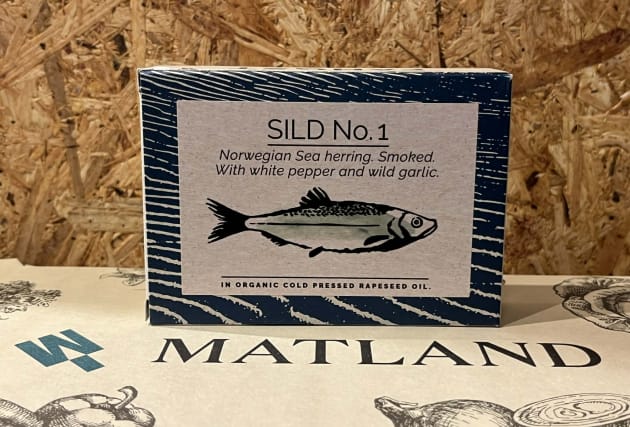 SILD No.1
Norwegian Sea herring. Smoked.
With white pepper and wild garlic.
IN ORGANIC COLD PRESSED RAPESEED OIL.
MATLAND